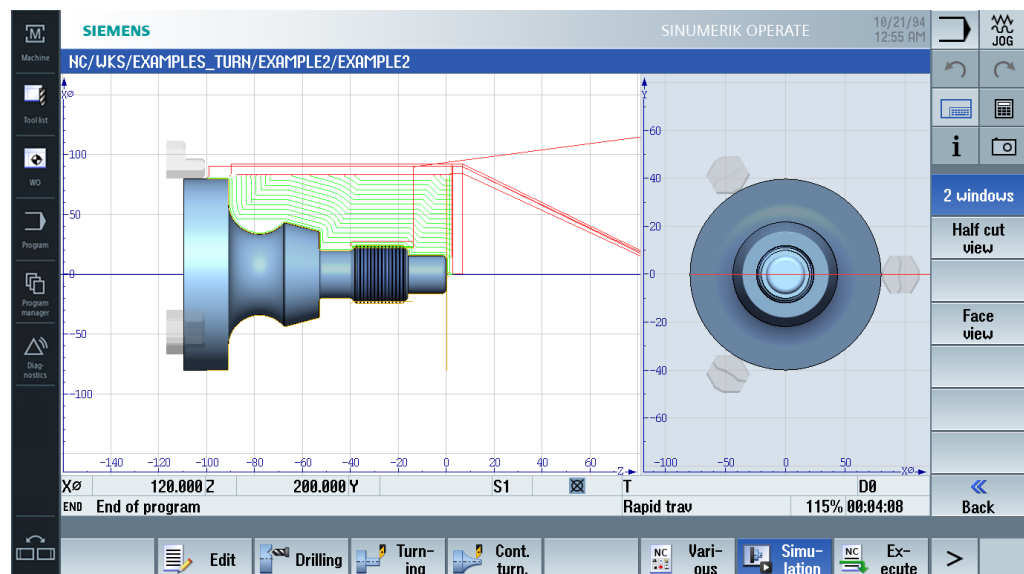 SIEMENS
SINUMERIK OPERATE
10/21/94
12:55 AM
M
Machine
JOG
NC/WKS/EXAMPLES_TURN/EXAMPLE2/EXAMPLE2
XØ
Y
100
50
0
-50
-100
60
40
20
0
-20
-40
-60
-140 -120 -100 -80 -60 -40 -20 0 20 40 60 Z
-100 -50 0 50 XØ
Tool list
WO
Program
Program
manager
Diag-
nostics
i
2 windows
Half cut
view
Face
view
Back
XØ 120.000 Z 200.000 Y S1 T D0
END End of program Rapid trav 115% 00:04:08
Edit
Drilling
Turn-
ing
Cont.
turn.
NC
Vari-
ous
Simu-
lation
NC
Ex-
ecute
>